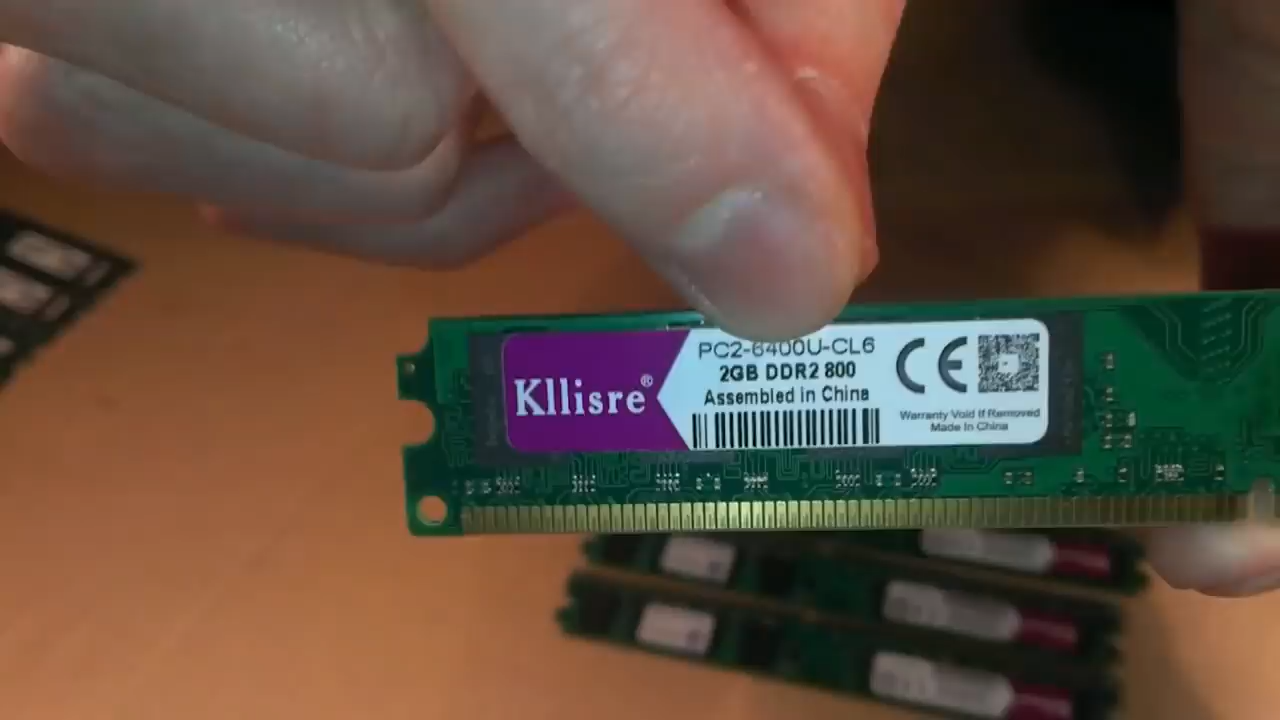 Kllisre®
PC2-6400U-CL6
2GB DDR2 800
Assembled in China
CE
Warranty Void If Removed
Made In China